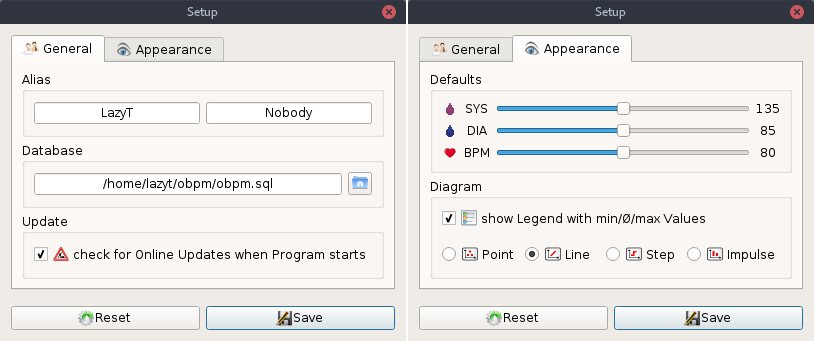 Setup
General
Appearance
Alias
LazyT
Nobody
Database
/home/lazyt/obpm/obpm.sql
Update
check for Online Updates when Program starts
Reset
Save
Setup
General
Appearance
Defaults
SYS 135
DIA 85
BPM 80
Diagram
show Legend with min/Ø/max Values
Point Line Step Impulse
Reset
Save